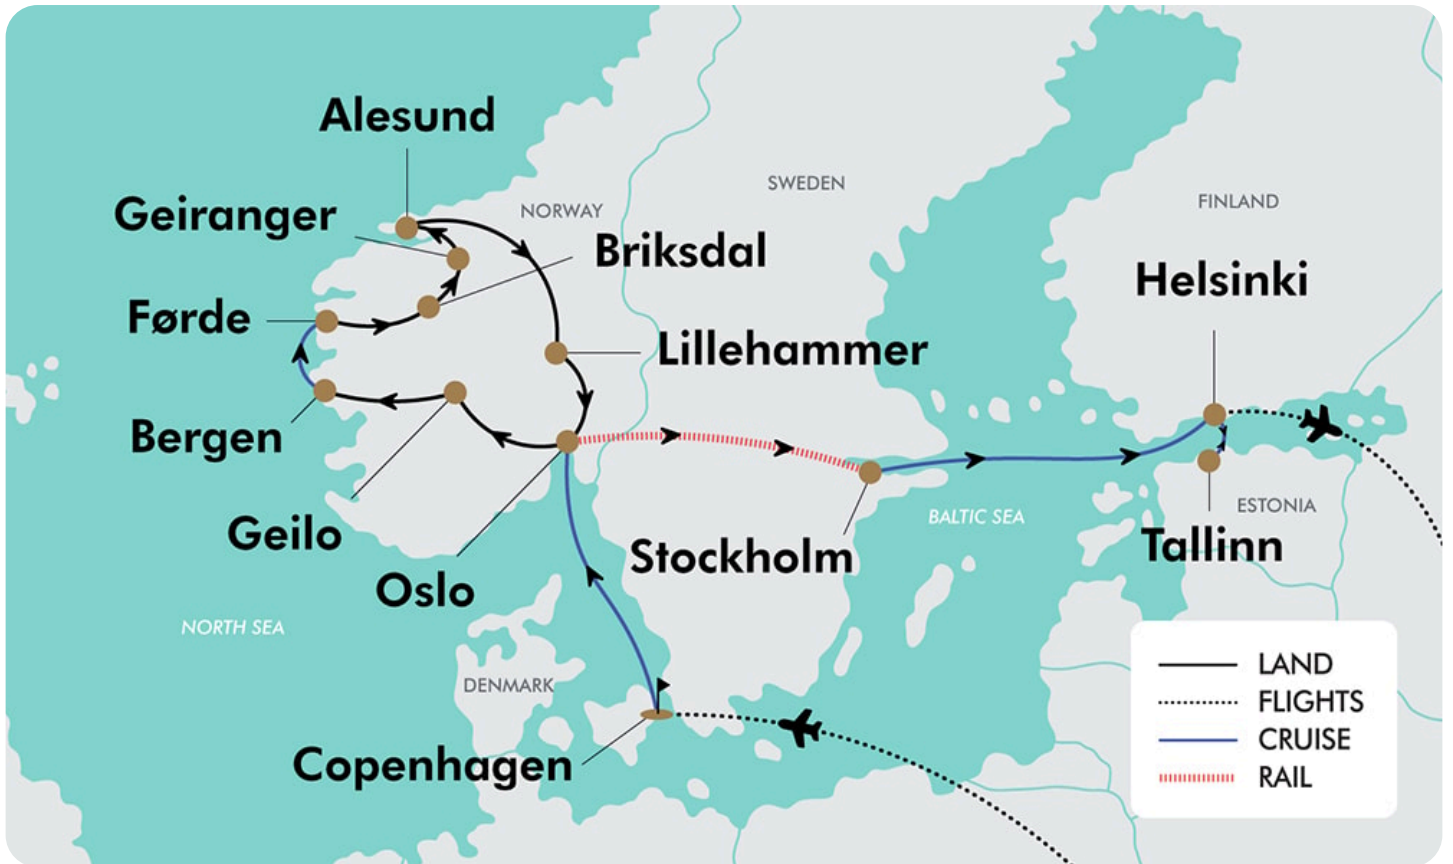 Alesund
SWEDEN
FINLAND
Geiranger
NORWAY
Briksdal
Helsinki
Førde
Lillehammer
Bergen
Geilo
Stockholm
BALTIC SEA
ESTONIA
Tallinn
Oslo
NORTH SEA
DENMARK
Copenhagen
LAND
FLIGHTS
CRUISE
RAIL